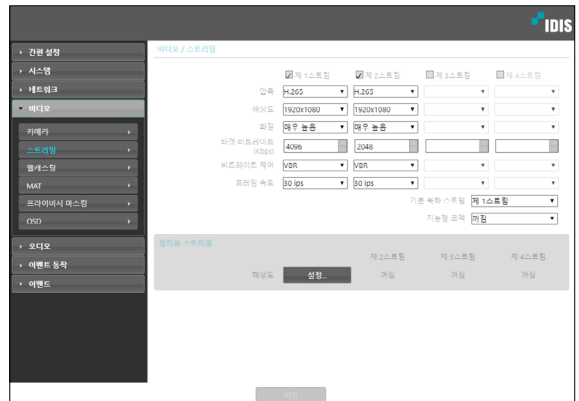 IDIS
간편 설정
시스템
네트워크
비디오
카메라
스트리밍
웹캐스팅
MAT
프라이버시 마스킹
OSD
오디오
이벤트 동작
이벤트
비디오 / 스트리밍
제 1스트림 제 2스트림 제 3스트림 제 4스트림
압축 H.265 H.265
해상도 1920x1080 1920x1080
화질 매우 높음 매우 높음
타겟 비트레이트 (Kbps) 4096 2048
비트레이트 제어 VBR VBR
프레임 속도 30 ips 30 ips
기본 녹화 스트림 제 1스트림
지능형 코덱 꺼짐
멀티뷰 스트리밍
제 2스트림 제 3스트림 제 4스트림
해상도 설정... 꺼짐 꺼짐 꺼짐
저장